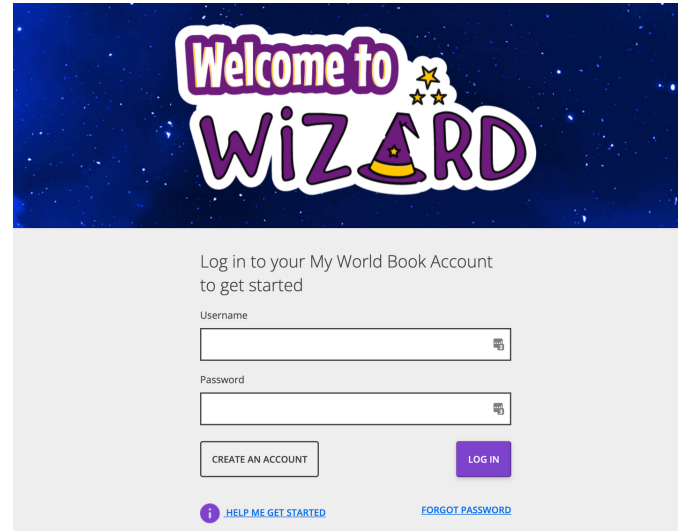 Welcome to
WiZARD
Log in to your My World Book Account
to get started
Username
Password
CREATE AN ACCOUNT
LOG IN
i HELP ME GET STARTED
FORGOT PASSWORD